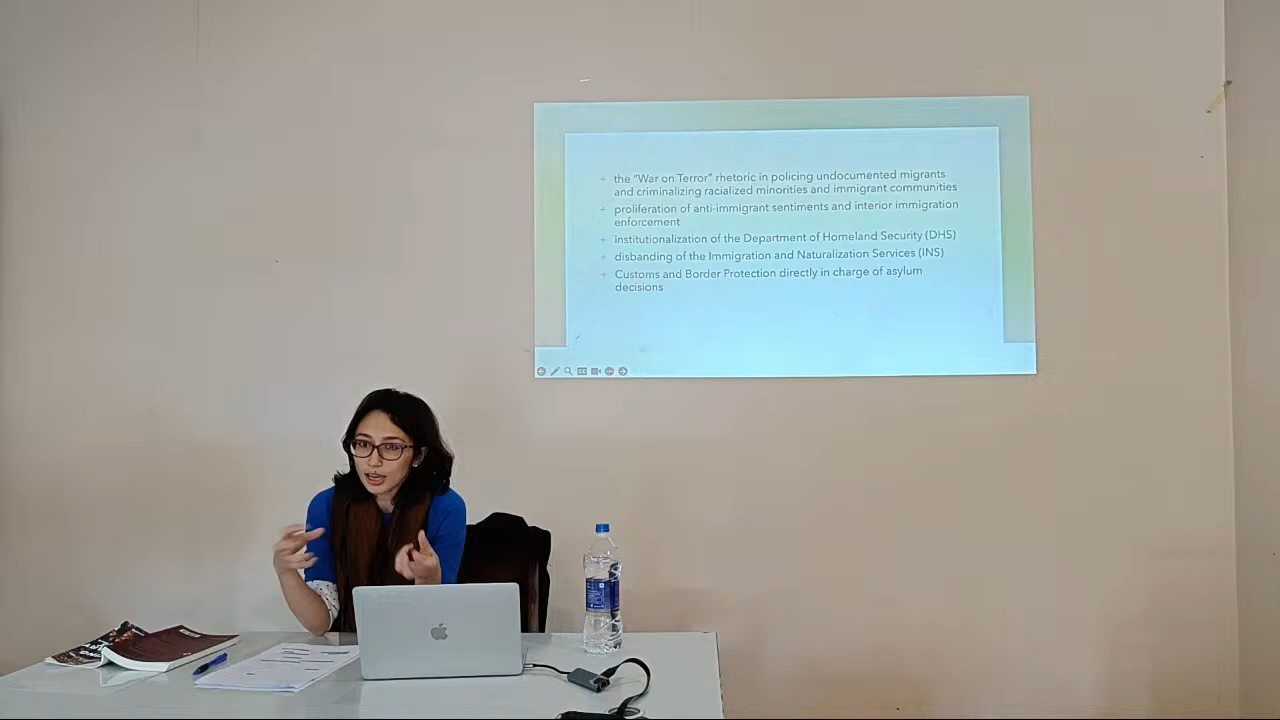 + the "War on Terror" rhetoric in policing undocumented migrants
and criminalizing racialized minorities and immigrant communities
+ proliferation of anti-immigrant sentiments and interior immigration
enforcement
+ institutionalization of the Department of Homeland Security (DHS)
+ disbanding of the Immigration and Naturalization Services (INS)
+ Customs and Border Protection directly in charge of asylum
decisions